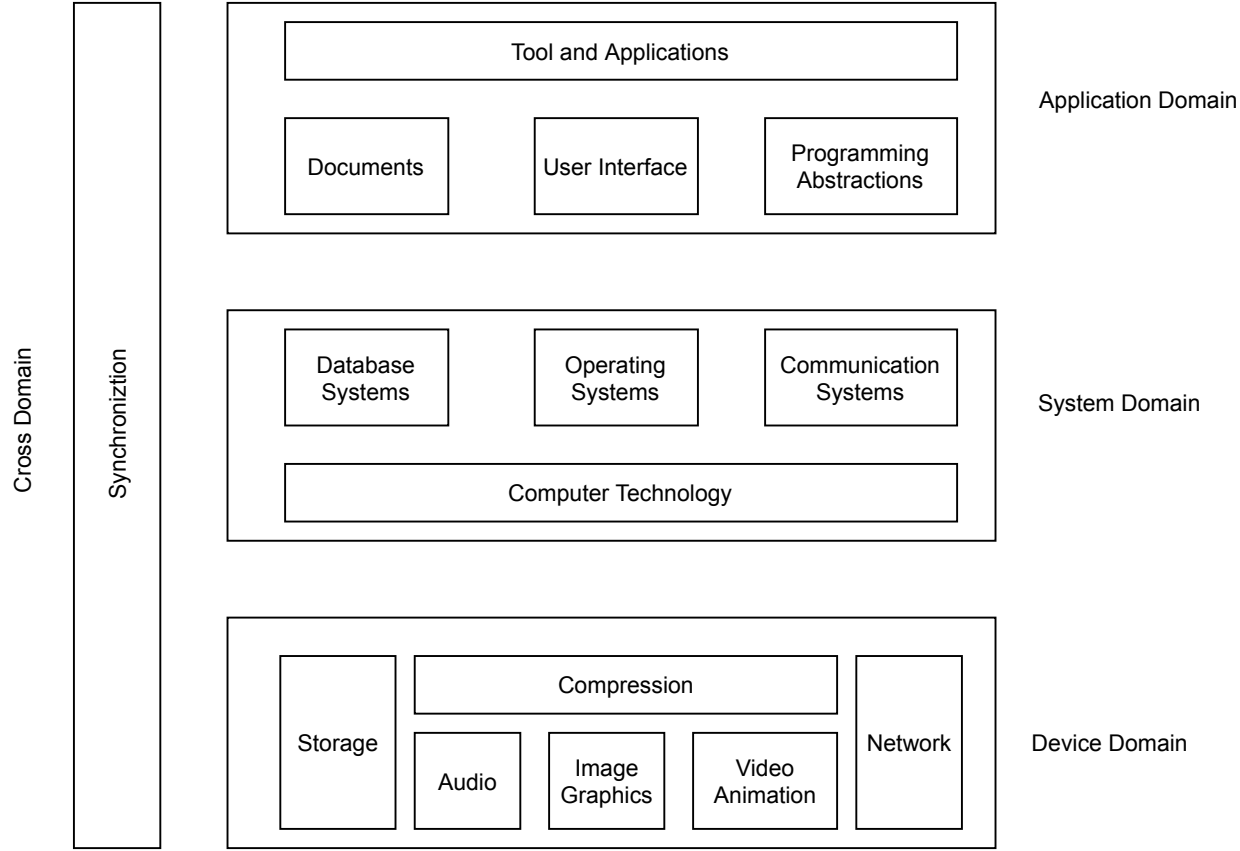 Cross Domain
Synchroniztion
Tool and Applications
Documents
User Interface
Programming
Abstractions
Application Domain
Database
Systems
Operating
Systems
Communication
Systems
Computer Technology
System Domain
Storage
Compression
Audio
Image
Graphics
Video
Animation
Network
Device Domain